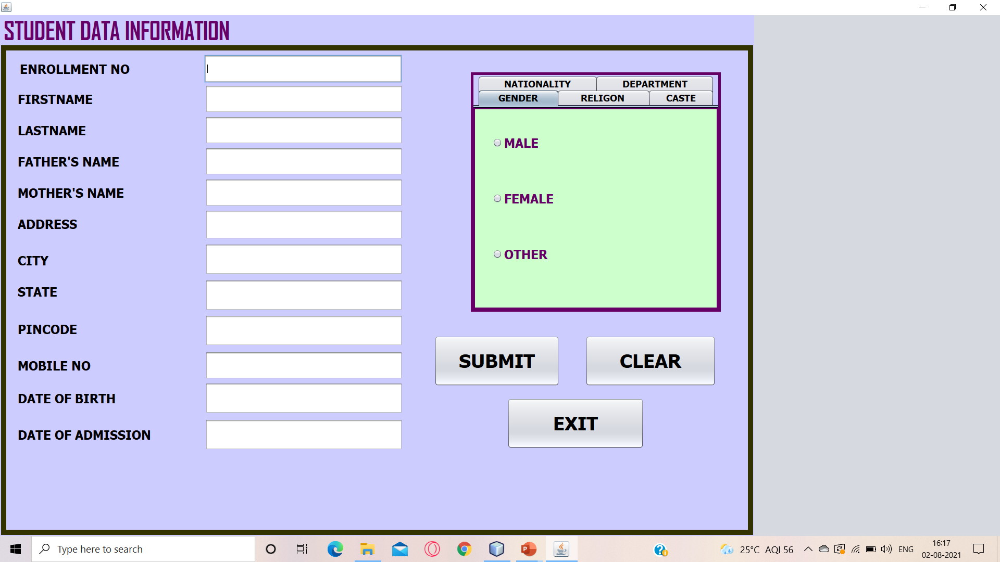 STUDENT DATA INFORMATION
ENROLLMENT NO
FIRSTNAME
LASTNAME
FATHER'S NAME
MOTHER'S NAME
ADDRESS
CITY
STATE
PINCODE
MOBILE NO
DATE OF BIRTH
DATE OF ADMISSION
NATIONALITY DEPARTMENT
GENDER RELIGON CASTE
MALE
FEMALE
OTHER
SUBMIT CLEAR
EXIT
Type here to search
25°C AQI 56
ENG
16:17
02-08-2021